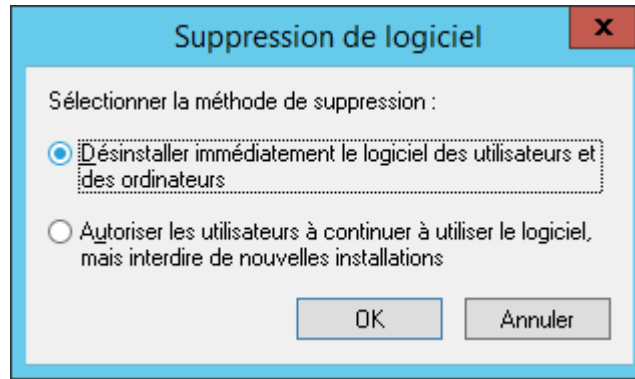 Suppression de logiciel
x
Sélectionner la méthode de suppression :
Désinstaller immédiatement le logiciel des utilisateurs et
des ordinateurs
Autoriser les utilisateurs à continuer à utiliser le logiciel,
mais interdire de nouvelles installations
OK Annuler